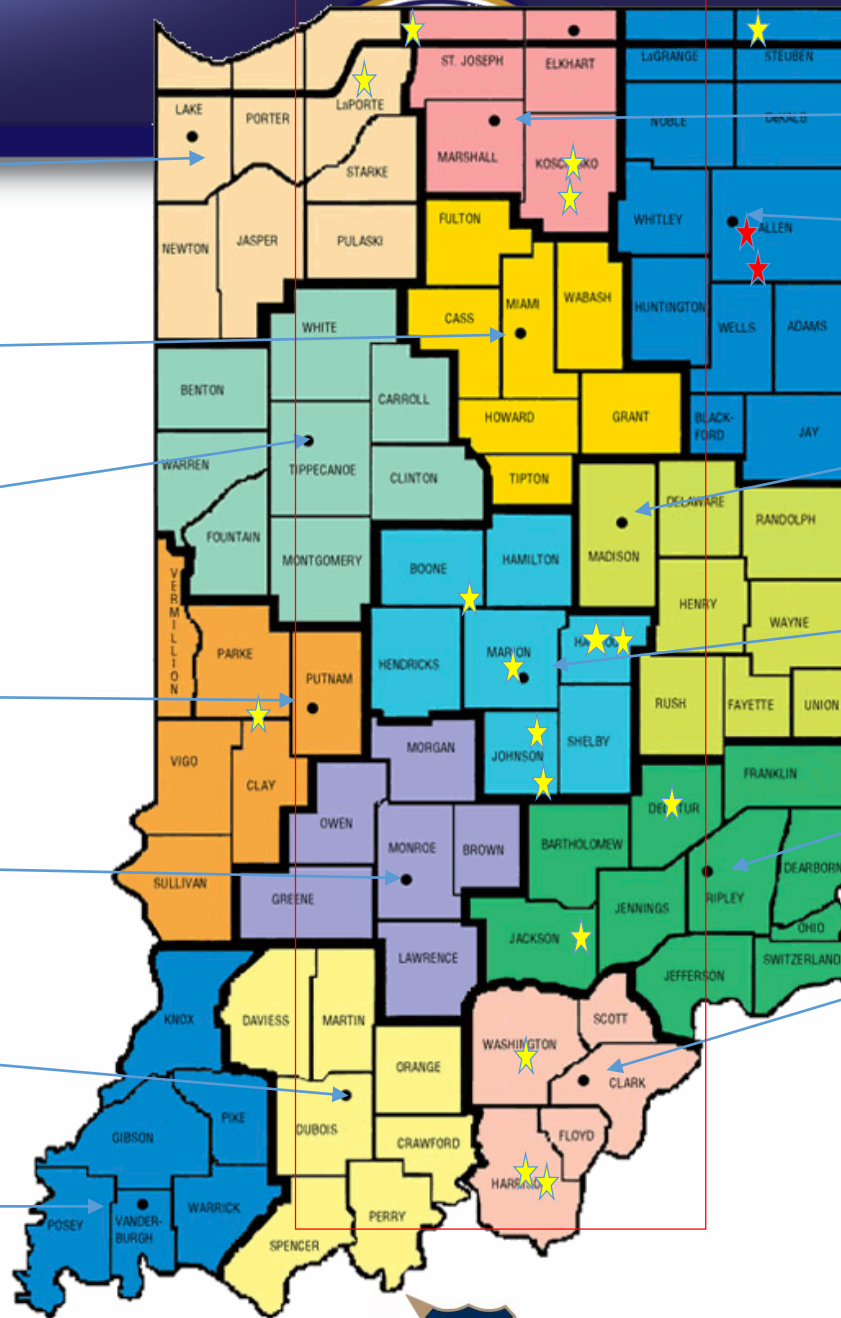 ST. JOSEPH
ELKHART
LaGRANGE
STEUBEN
LAKE
PORTER
LaPORTE
NOBLE
DeKALB
MARSHALL
STARKE
NEWTON
JASPER
PULASKI
FULTON
WHITLEY
ALLEN
CASS
MIAMI
WABASH
HUNTINGTON
WELLS
ADAMS
WHITE
BENTON
CARROLL
HOWARD
GRANT
BLACK-
FORD
JAY
WARREN
TIPPECANOE
CLINTON
TIPTON
DELAWARE
RANDOLPH
FOUNTAIN
MONTGOMERY
BOONE
HAMILTON
MADISON
HENRY
WAYNE
VERMILLION
PARKE
PUTNAM
HENDRICKS
MARION
RUSH
FAYETTE
UNION
VIGO
CLAY
MORGAN
JOHNSON
SHELBY
FRANKLIN
OWEN
MONROE
BROWN
BARTHOLOMEW
DEARBORN
SULLIVAN
GREENE
RIPLEY
JENNINGS
OHIO
JACKSON
LAWRENCE
SWITZERLAND
JEFFERSON
KNOX
DAVIESS
MARTIN
SCOTT
WASHINGTON
ORANGE
CLARK
PIKE
GIBSON
DUBOIS
CRAWFORD
FLOYD
POSEY
VANDER-
BURGH
WARRICK
PERRY
SPENCER